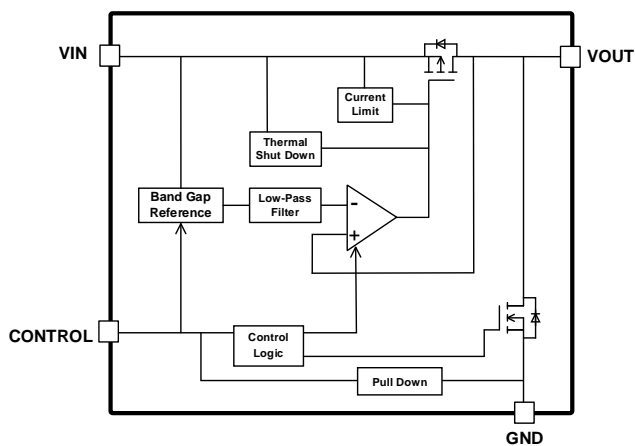 VIN
VOUT
Current
Limit
Thermal
Shut Down
Band Gap
Reference
Low-Pass
Filter
-
+
CONTROL
Control
Logic
Pull Down
GND